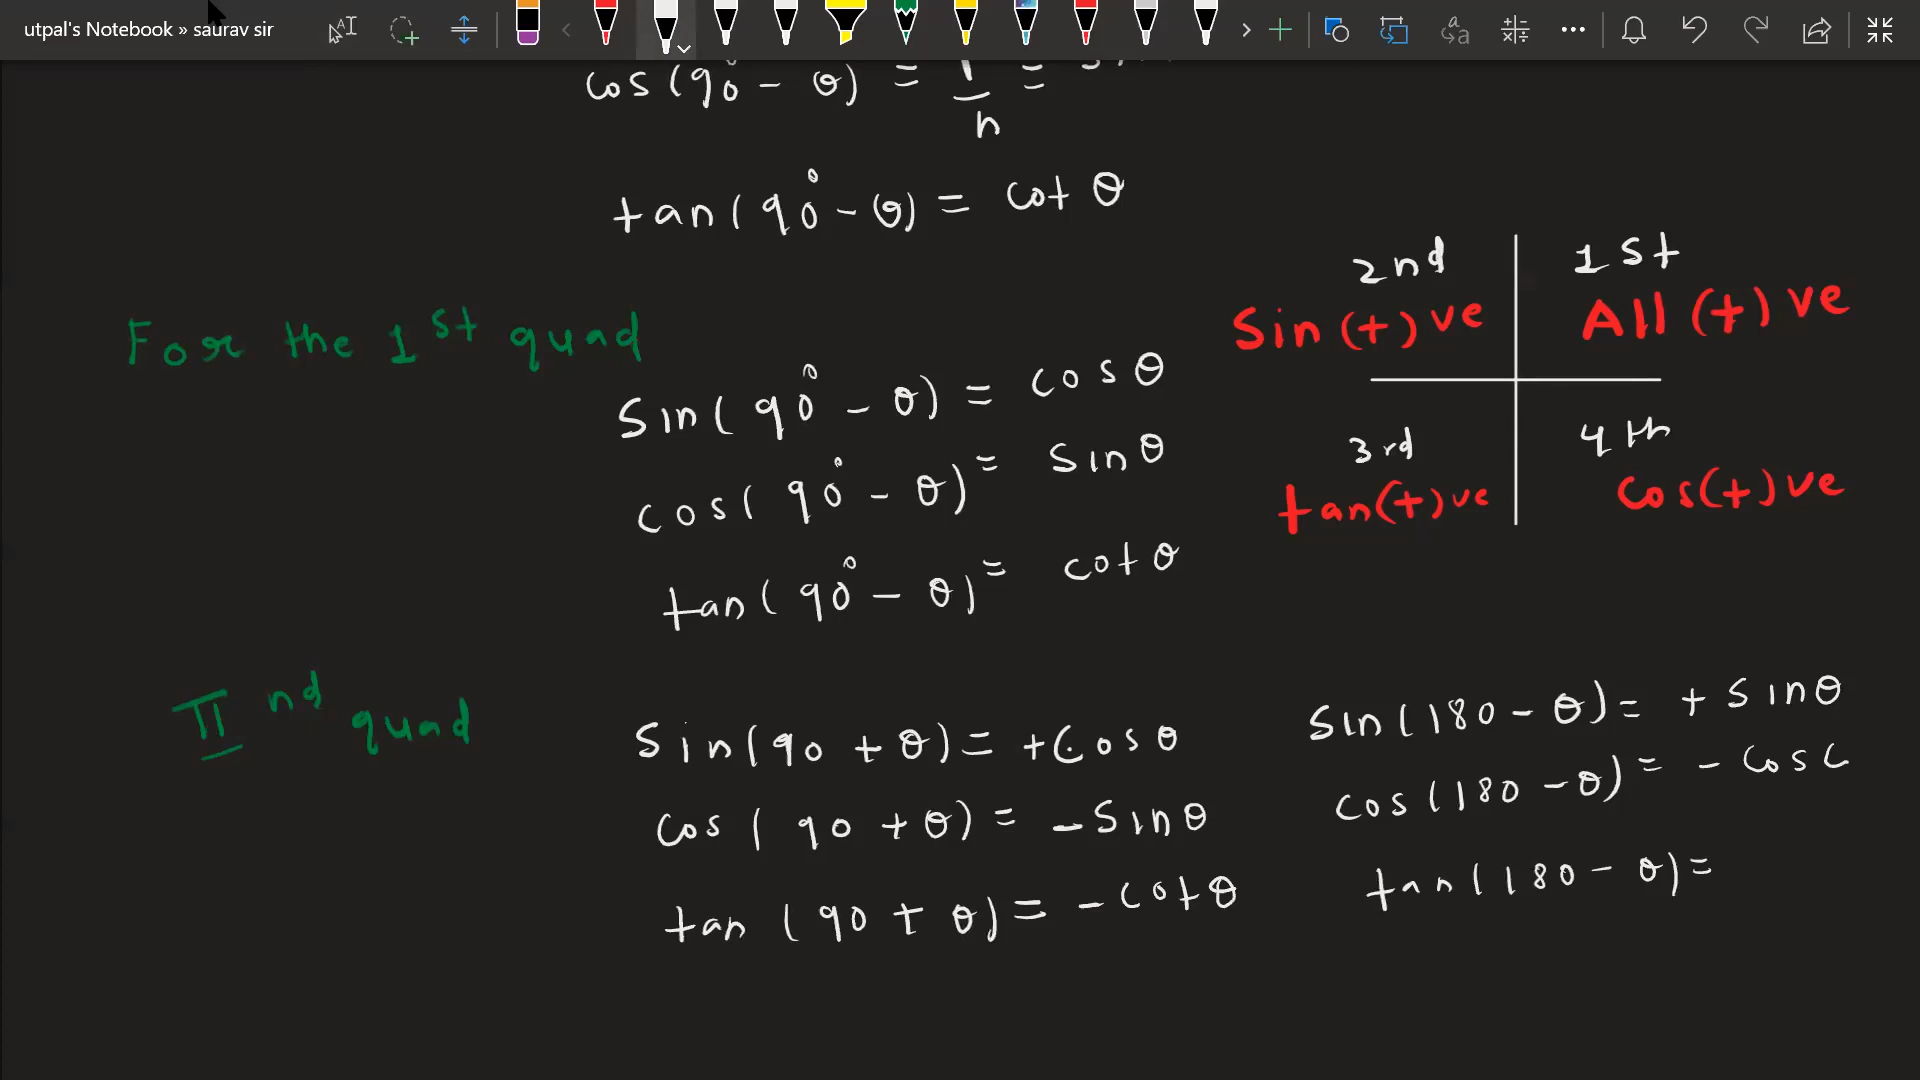 utpal's Notebook » saurav sir
cos(90° - θ) = /h =
tan(90° - θ) = cot θ
2nd 1st
Sin (+) ve All (+) ve
3rd 4th
tan(+) ve Cos(+) ve
For the 1st quad
Sin(90° - θ) = cos θ
cos(90° - θ) = sin θ
tan(90° - θ) = cot θ
IInd quad
Sin(90 + θ) = +Cos θ
Cos(90 + θ) = -Sin θ
tan(90 + θ) = -cot θ
Sin(180 - θ) = + Sin θ
Cos(180 - θ) = - Cos
tan(180 - θ) =